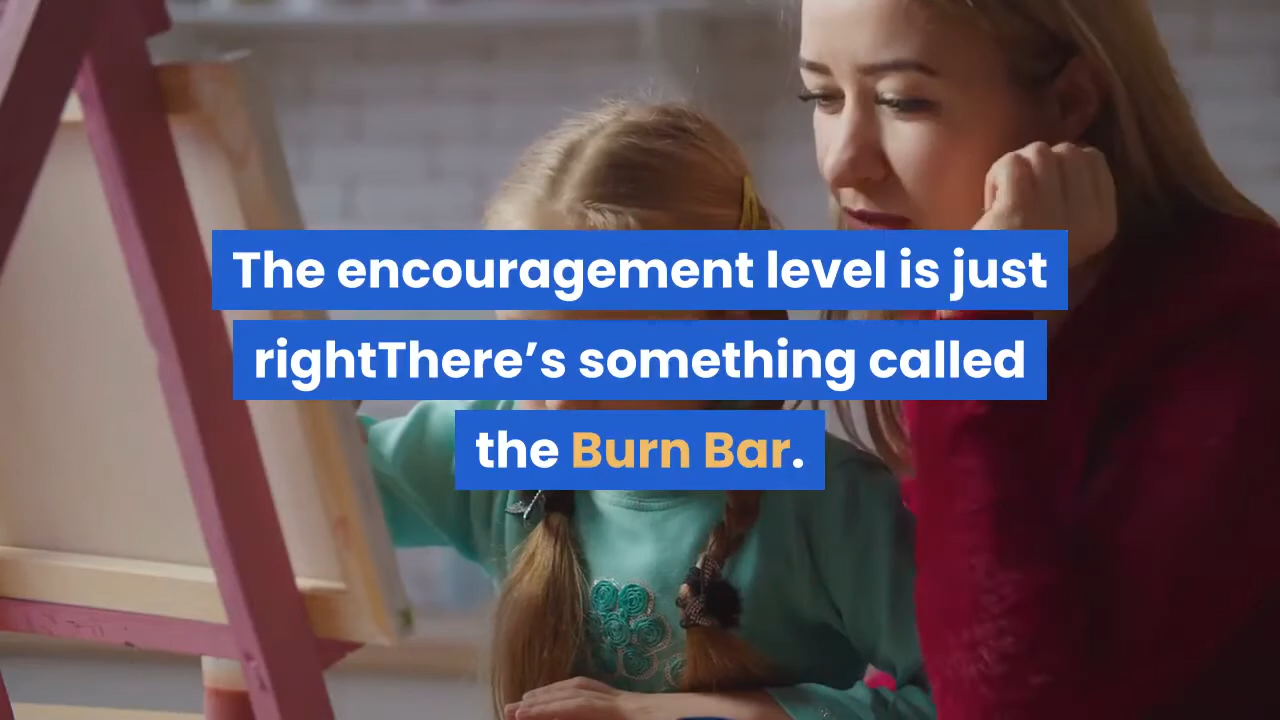 The encouragement level is just
rightThere’s something called
the Burn Bar.